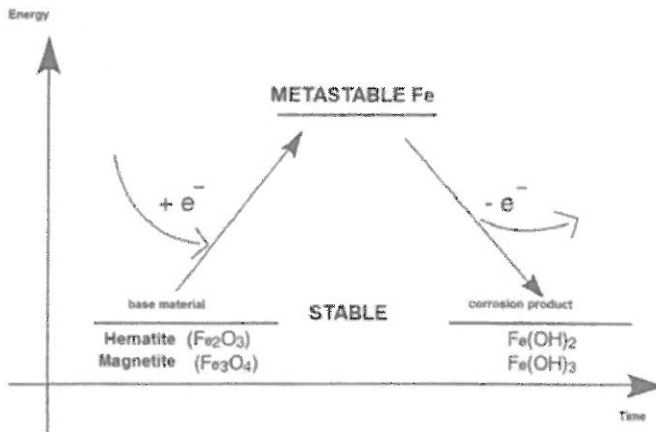 Energy
METASTABLE Fe
+ e⁻
- e⁻
base material
STABLE
corrosion product
Hematite (Fe₂O₃)
Magnetite (Fe₃O₄)
Fe(OH)₂
Fe(OH)₃
Time